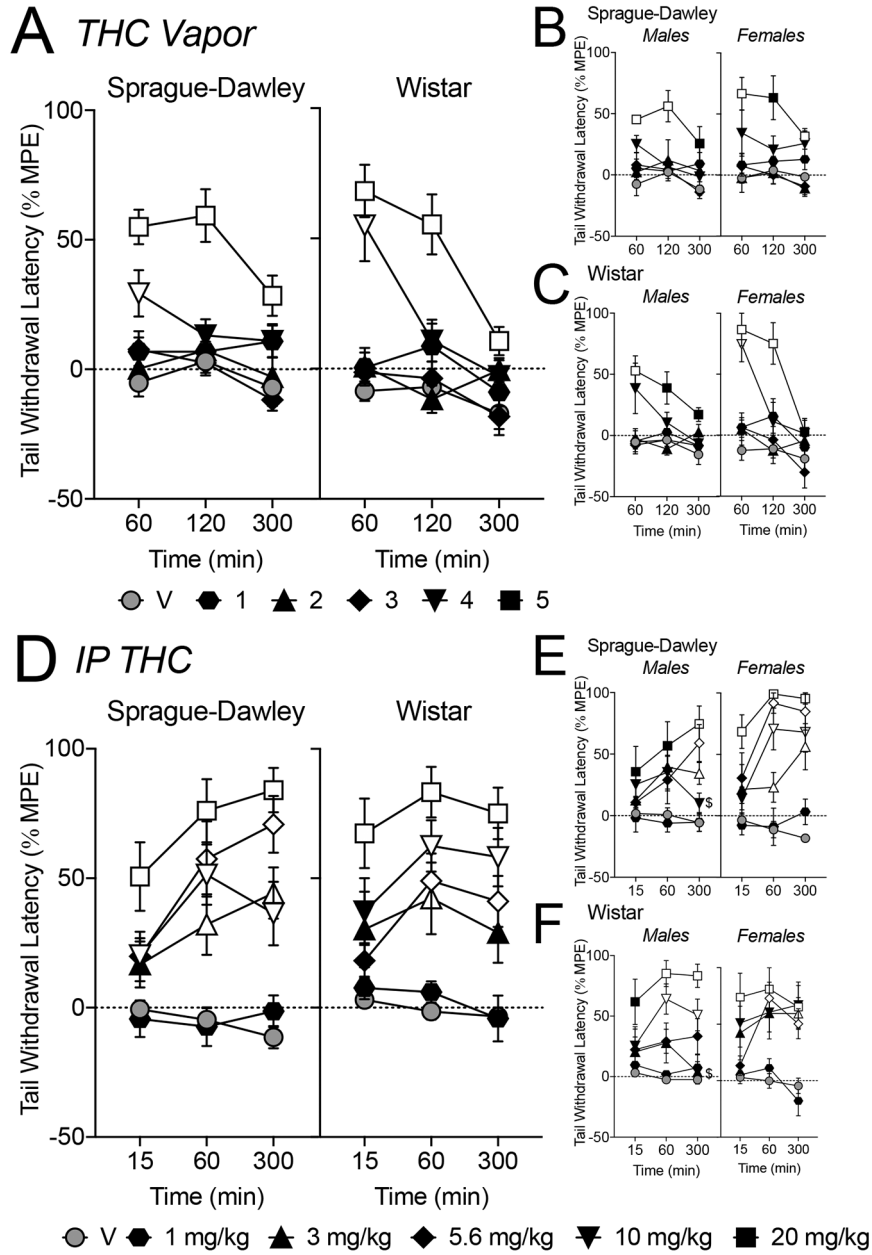 A THC Vapor
Sprague-Dawley Wistar
Tail Withdrawal Latency (% MPE)
100
50
0
-50
60 120 300 60 120 300
Time (min) Time (min)
V 1 2 3 4 5
B Sprague-Dawley
Males Females
Tail Withdrawal Latency (% MPE)
100
50
0
-50
60 120 300 60 120 300
C Wistar
Males Females
Tail Withdrawal Latency (% MPE)
100
50
0
-50
60 120 300 60 120 300
Time (min) Time (min)
D IP THC
Sprague-Dawley Wistar
Tail Withdrawal Latency (% MPE)
100
50
0
-50
15 60 300 15 60 300
Time (min) Time (min)
E Sprague-Dawley
Males Females
Tail Withdrawal Latency (% MPE)
100
50
0
-50
$
15 60 300 15 60 300
F Wistar
Males Females
Tail Withdrawal Latency (% MPE)
100
50
0
-50
$
15 60 300 15 60 300
Time (min) Time (min)
V 1 mg/kg 3 mg/kg 5.6 mg/kg 10 mg/kg 20 mg/kg